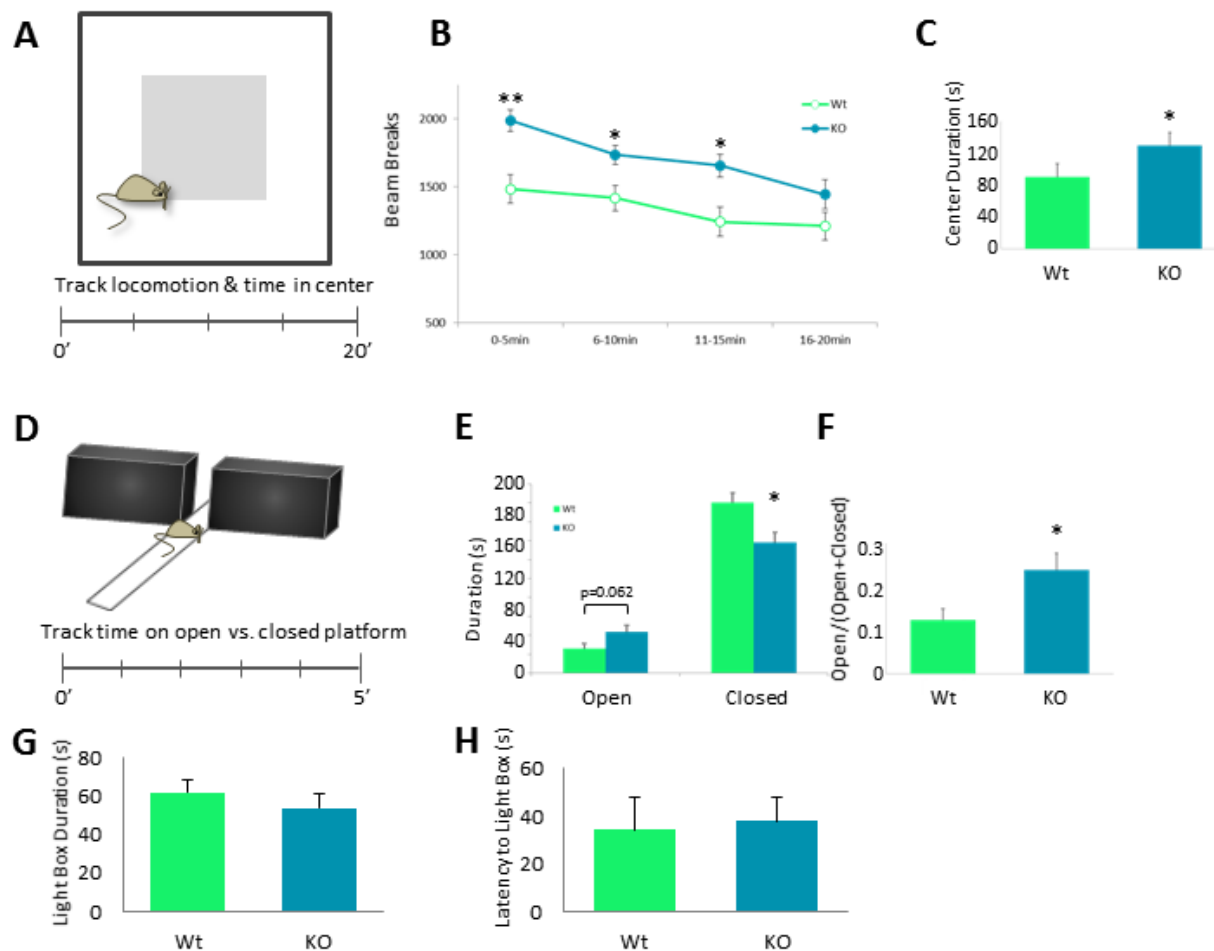 A
Track locomotion & time in center
0' 20'
B
Beam Breaks
2000
1500
1000
500
** * *
Wt
KO
0-5min 6-10min 11-15min 16-20min
C
Center Duration (s)
160
120
80
40
0
*
Wt KO
D
Track time on open vs. closed platform
0' 5'
E
Duration (s)
200
180
160
120
80
40
0
Wt
KO
p=0.062
*
Open Closed
F
Open/(Open+Closed)
0.3
0.2
0.1
0
*
Wt KO
G
Light Box Duration (s)
80
60
40
20
0
Wt KO
H
Latency to Light Box (s)
60
40
20
0
Wt KO